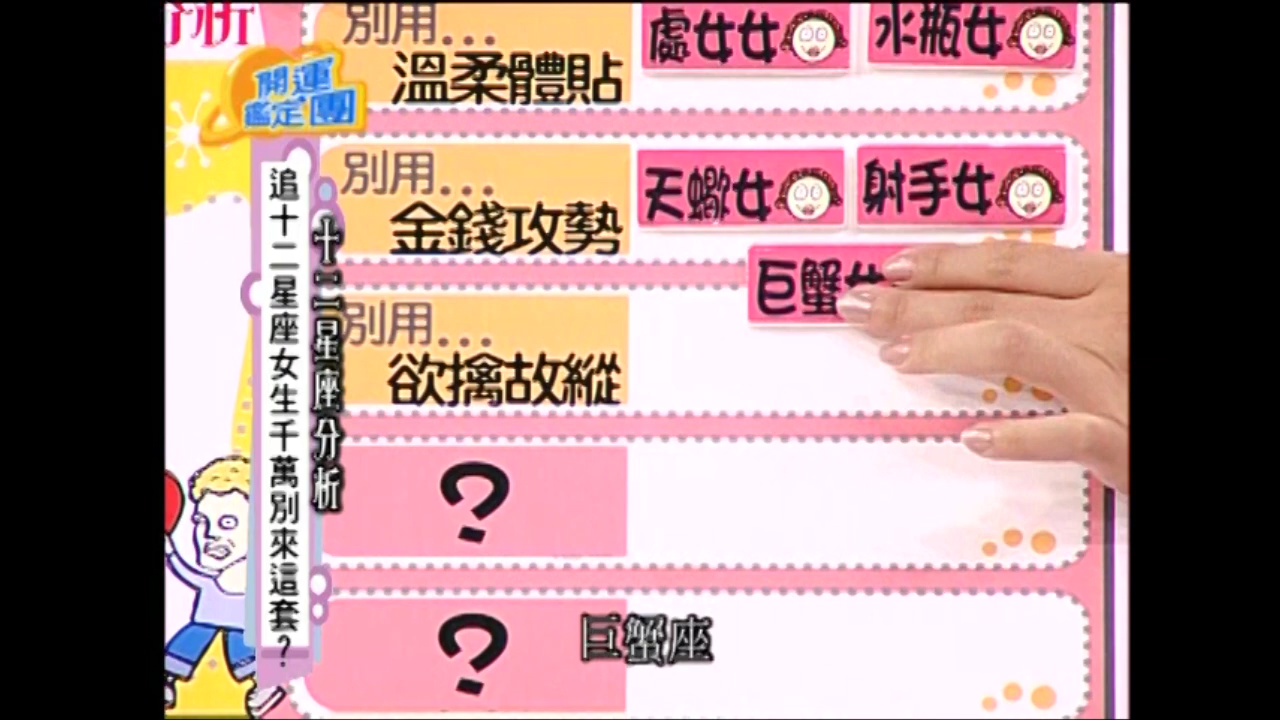 別用...
溫柔體貼
處女女
水瓶女
開運
鑑定團
別用...
金錢攻勢
天蠍女
射手女
別用...
欲擒故縱
巨蟹女
追十二星座女生千萬別來這套?
十二星座分析
?
?
巨蟹座